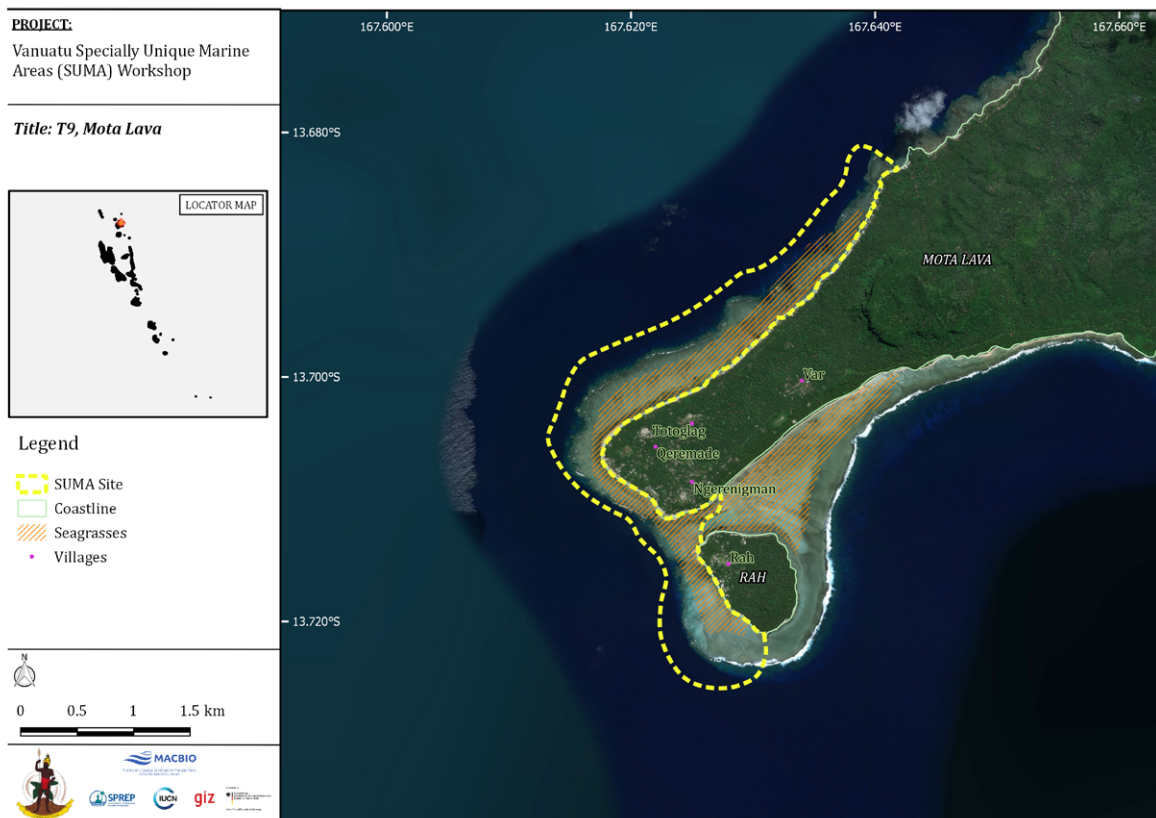 PROJECT:
Vanuatu Specially Unique Marine
Areas (SUMA) Workshop
Title: T9, Mota Lava
LOCATOR MAP
Legend
SUMA Site
Coastline
Seagrasses
Villages
N
0 0.5 1 1.5 km
MACBIO
SPREP
IUCN
giz
167.600°E 167.620°E 167.640°E 167.660°E
13.680°S
13.700°S
13.720°S
MOTA LAVA
Var
Totoglag
Qeremade
Ngerenigman
Rah
RAH